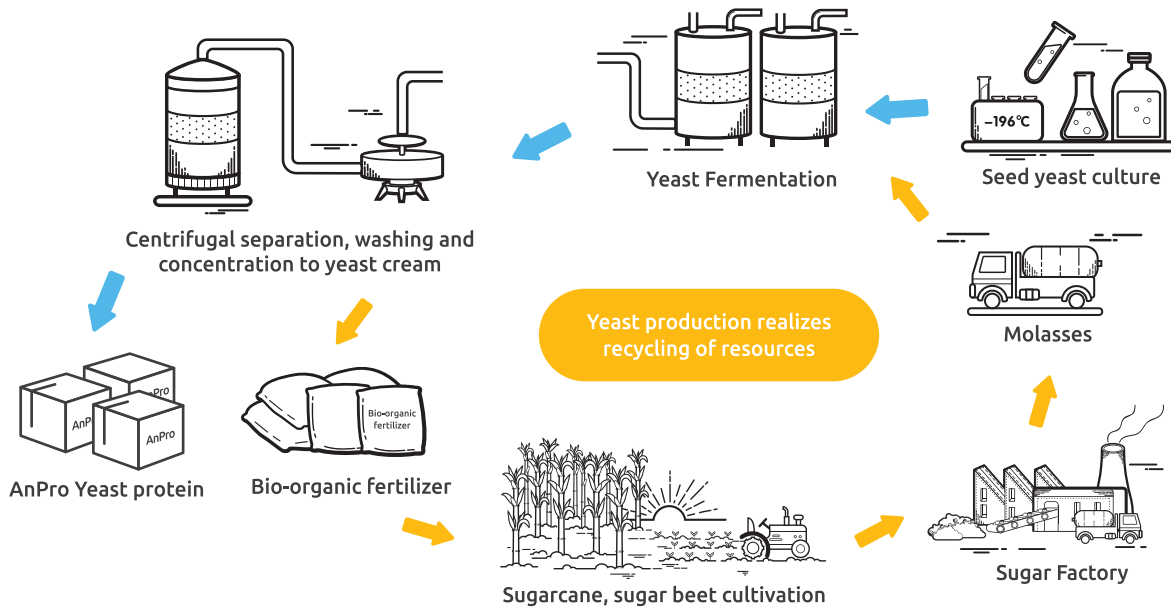 −196℃
Yeast Fermentation
Seed yeast culture
Centrifugal separation, washing and
concentration to yeast cream
Yeast production realizes
recycling of resources
Molasses
AnPro
AnPro
AnPro
Bio-organic
fertilizer
AnPro Yeast protein
Bio-organic fertilizer
Sugarcane, sugar beet cultivation
Sugar Factory